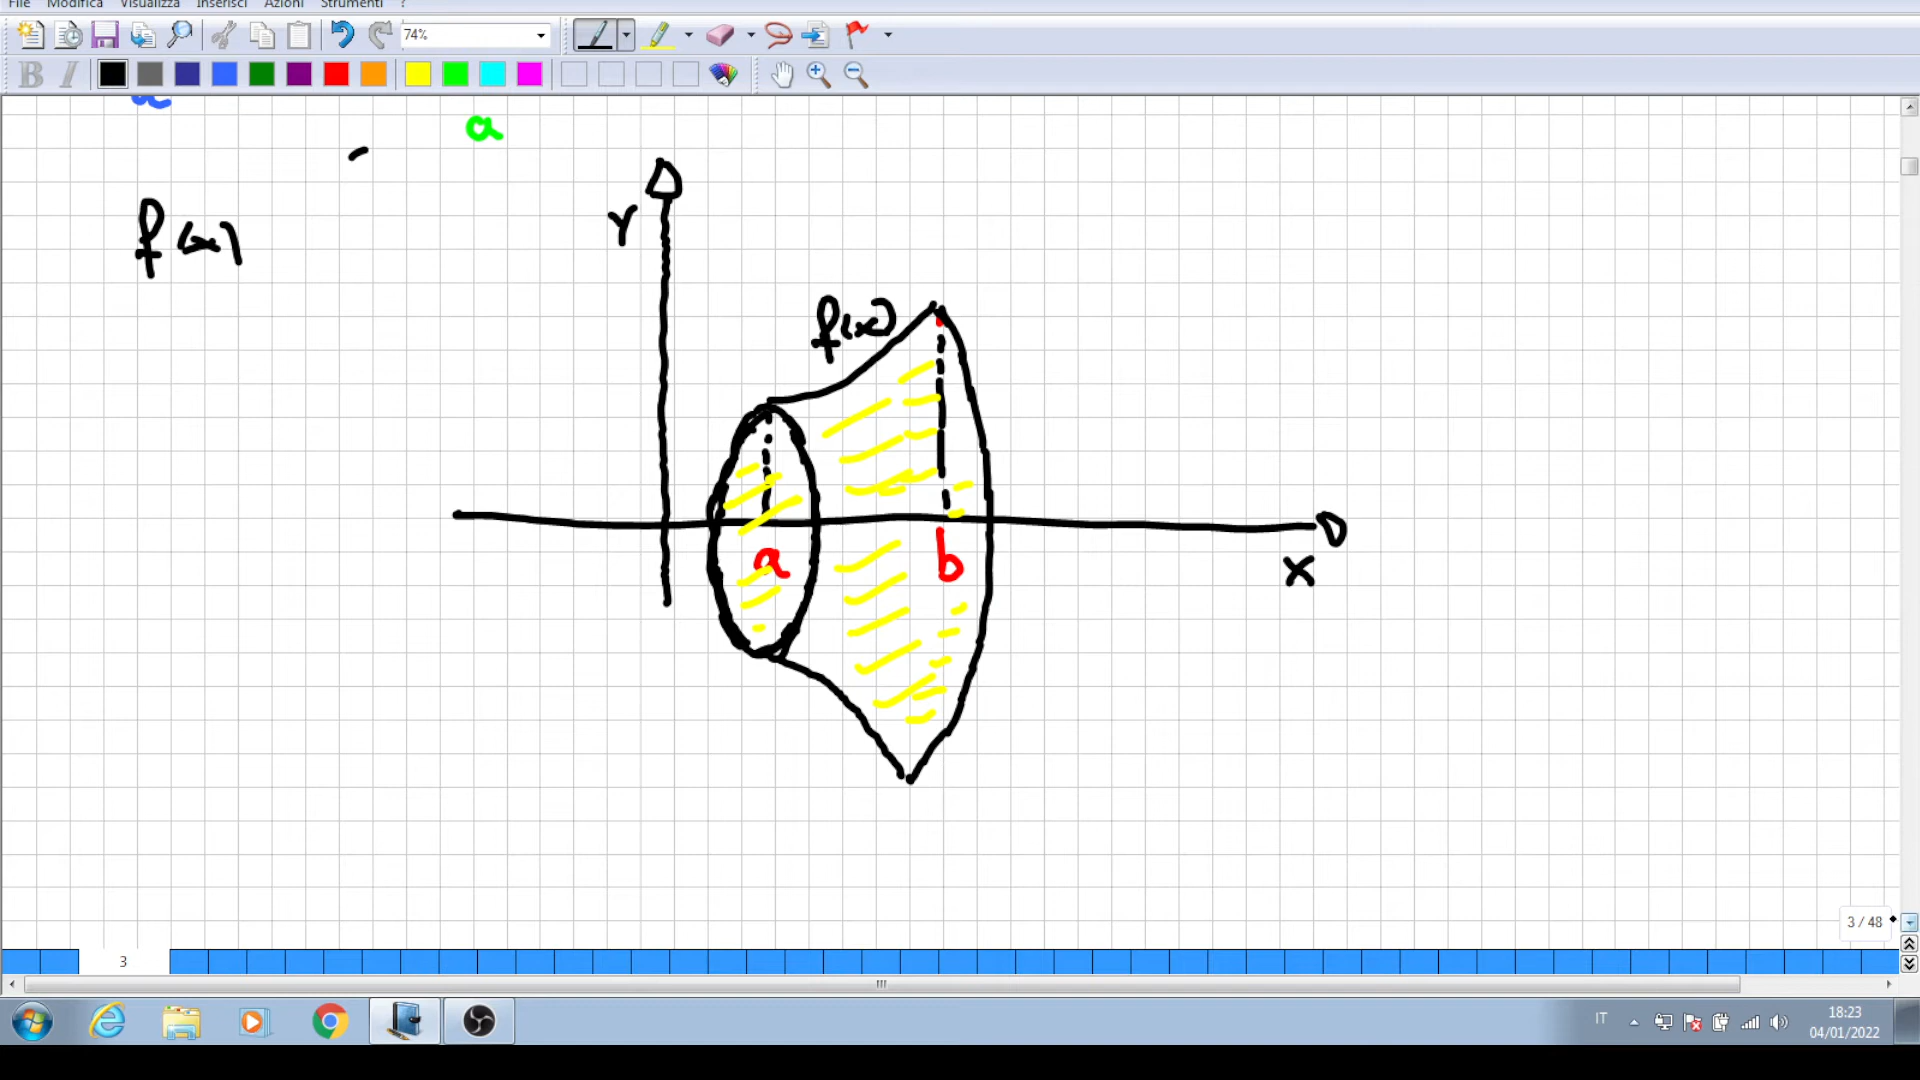 File Modifica Visualizza Inserisci Azioni Strumenti ?
74%
B I
a
f(x)
Y
f(x)
a
b
X
3 / 48
3
IT
18:23
04/01/2022